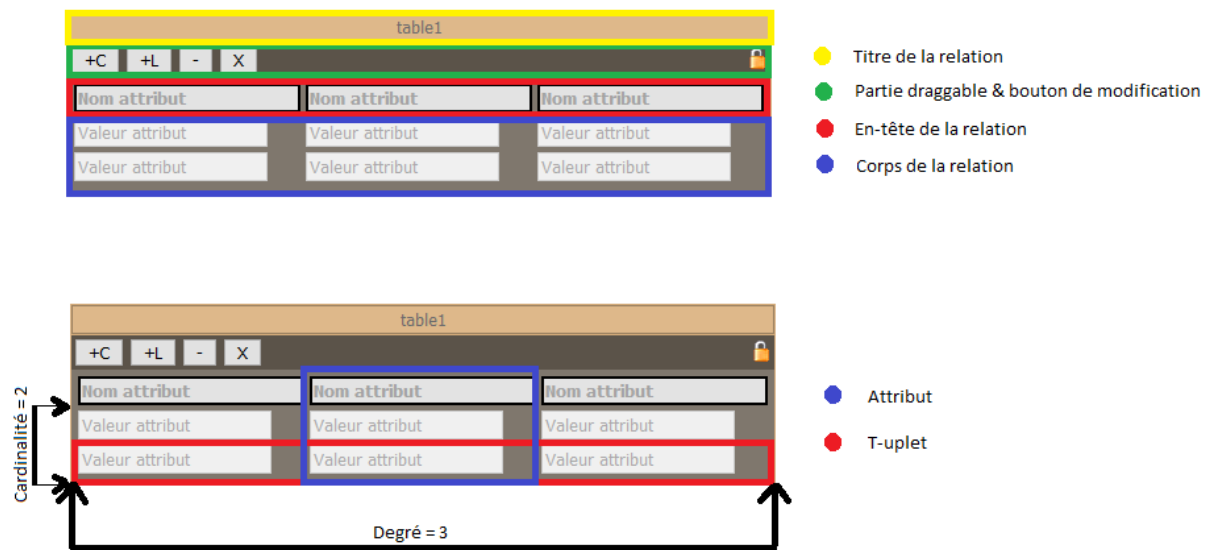 table1
+C +L - X
Nom attribut Nom attribut Nom attribut
Valeur attribut Valeur attribut Valeur attribut
Valeur attribut Valeur attribut Valeur attribut
Titre de la relation
Partie draggable & bouton de modification
En-tête de la relation
Corps de la relation
table1
+C +L - X
Nom attribut Nom attribut Nom attribut
Valeur attribut Valeur attribut Valeur attribut
Valeur attribut Valeur attribut Valeur attribut
Cardinalité = 2
Degré = 3
Attribut
T-uplet